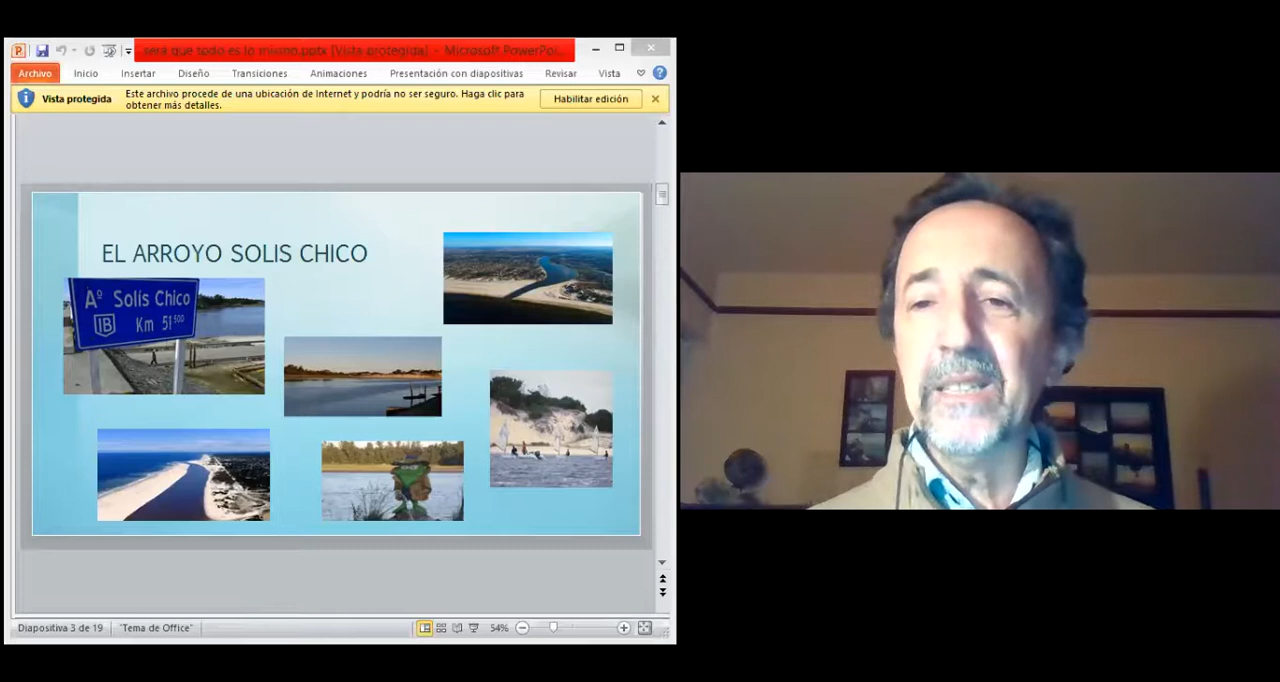 será que todo es lo mismo.pptx [Vista protegida] - Microsoft PowerPoi...
Archivo Inicio Insertar Diseño Transiciones Animaciones Presentación con diapositivas Revisar Vista
Vista protegida Este archivo procede de una ubicación de Internet y podría no ser seguro. Haga clic para Habilitar edición
obtener más detalles.
EL ARROYO SOLIS CHICO
Aº Solís Chico
IB Km 51⁵⁰⁰
Diapositiva 3 de 19 "Tema de Office" 54%